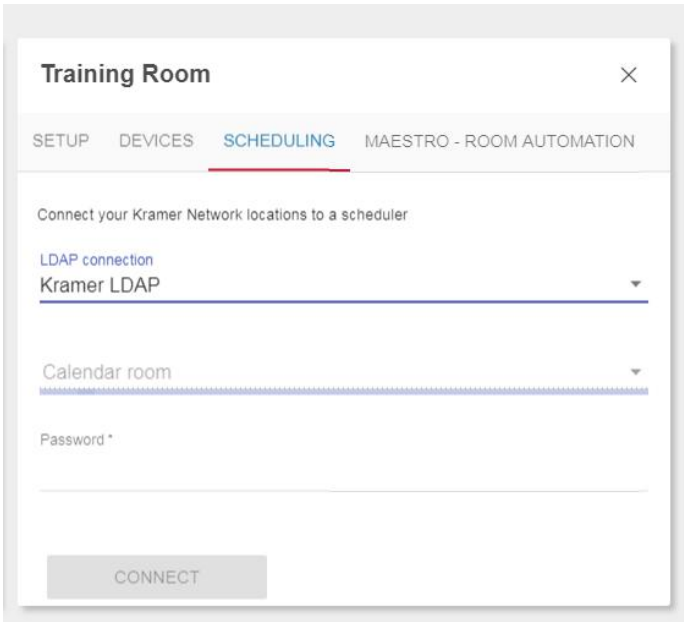 Training Room
SETUP DEVICES SCHEDULING MAESTRO - ROOM AUTOMATION
Connect your Kramer Network locations to a scheduler
LDAP connection
Kramer LDAP
Calendar room
Password *
CONNECT